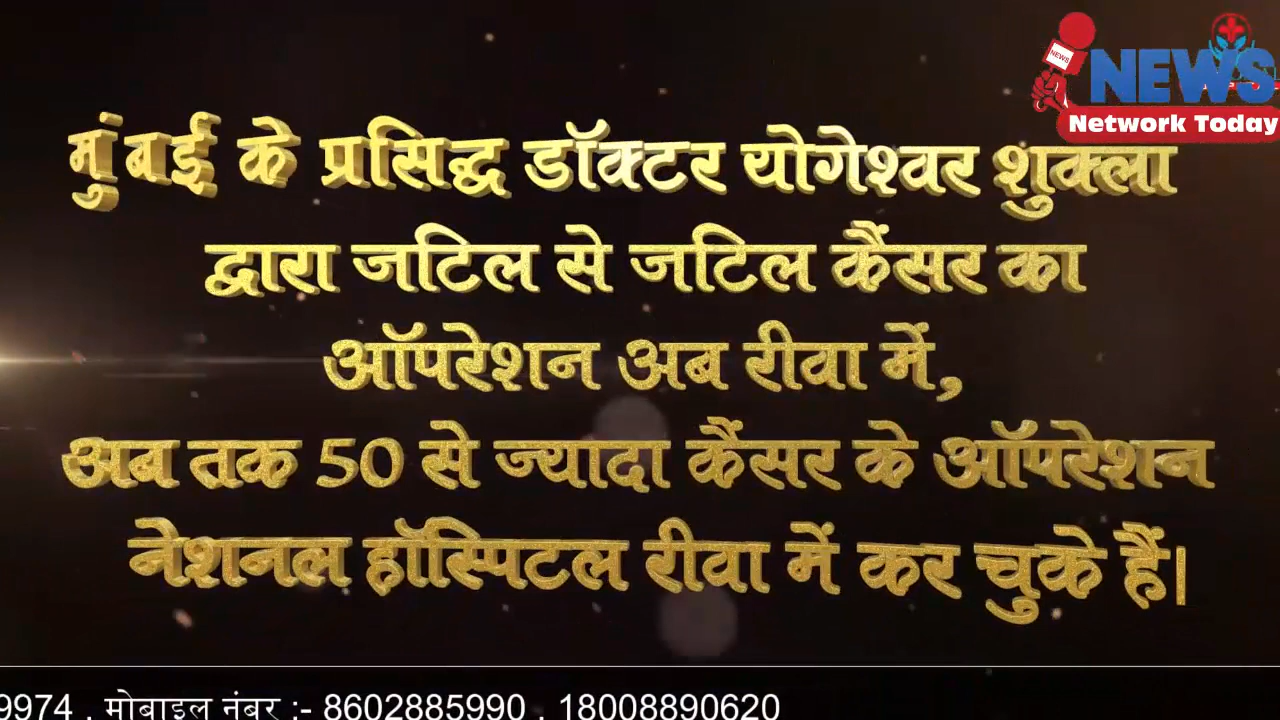 NEWS
NEWS
Network Today
मुंबई के प्रसिद्ध डॉक्टर योगेश्वर शुक्ला
द्वारा जटिल से जटिल कैंसर का
ऑपरेशन अब रीवा में,
अब तक 50 से ज्यादा कैंसर के ऑपरेशन
नेशनल हॉस्पिटल रीवा में कर चुके हैं|
9974 , मोबाइल नंबर :- 8602885990 , 18008890620